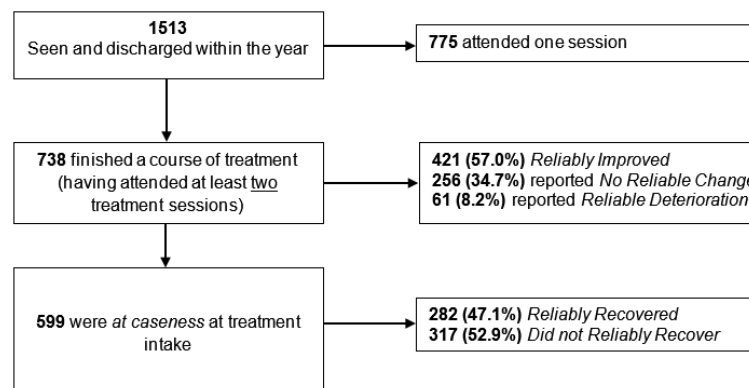 1513
Seen and discharged within the year
775 attended one session
738 finished a course of treatment
(having attended at least two
treatment sessions)
421 (57.0%) Reliably Improved
256 (34.7%) reported No Reliable Change
61 (8.2%) reported Reliable Deterioration
599 were at caseness at treatment
intake
282 (47.1%) Reliably Recovered
317 (52.9%) Did not Reliably Recover